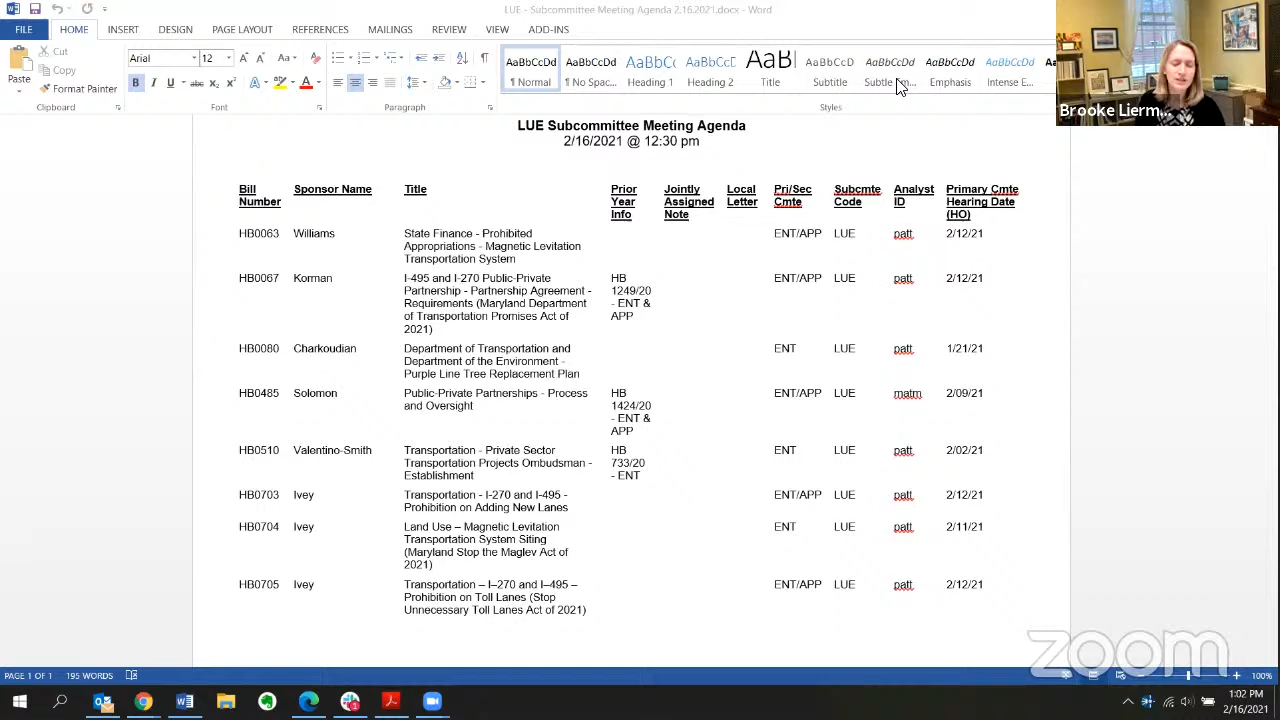 LUE - Subcommittee Meeting Agenda 2.16.2021.docx - Word
FILE HOME INSERT DESIGN PAGE LAYOUT REFERENCES MAILINGS REVIEW VIEW ADD-INS
Paste
Cut
Copy
Format Painter
Arial 12
AaBbCcDd AaBbCcDd AaBbCc AaBbCcD AaBl AaBbCcD AaBbCcDd AaBbCcDd AaBbCcDd
¶ Normal ¶ No Spac... Heading 1 Heading 2 Title Subtitle Subtle Em... Emphasis Intense E...
Clipboard Font Paragraph Styles
Brooke Lierm...
LUE Subcommittee Meeting Agenda
2/16/2021 @ 12:30 pm
Bill Sponsor Name Title Prior Jointly Local Pri/Sec Subcmte Analyst Primary Cmte
Number Year Assigned Letter Cmte Code ID Hearing Date
Info Note (HO)
HB0063 Williams State Finance - Prohibited ENT/APP LUE patt 2/12/21
Appropriations - Magnetic Levitation
Transportation System
HB0067 Korman I-495 and I-270 Public-Private HB ENT/APP LUE patt 2/12/21
Partnership - Partnership Agreement - 1249/20
Requirements (Maryland Department - ENT &
of Transportation Promises Act of APP
2021)
HB0080 Charkoudian Department of Transportation and ENT LUE patt 1/21/21
Department of the Environment -
Purple Line Tree Replacement Plan
HB0485 Solomon Public-Private Partnerships - Process HB ENT/APP LUE matm 2/09/21
and Oversight 1424/20
- ENT &
APP
HB0510 Valentino-Smith Transportation - Private Sector HB ENT LUE patt 2/02/21
Transportation Projects Ombudsman - 733/20
Establishment - ENT
HB0703 Ivey Transportation - I-270 and I-495 - ENT/APP LUE patt 2/12/21
Prohibition on Adding New Lanes
HB0704 Ivey Land Use – Magnetic Levitation ENT LUE patt 2/11/21
Transportation System Siting
(Maryland Stop the Maglev Act of
2021)
HB0705 Ivey Transportation – I–270 and I–495 – ENT/APP LUE patt 2/12/21
Prohibition on Toll Lanes (Stop
Unnecessary Toll Lanes Act of 2021)
zoom
PAGE 1 OF 1 195 WORDS 100%
1:02 PM
2/16/2021